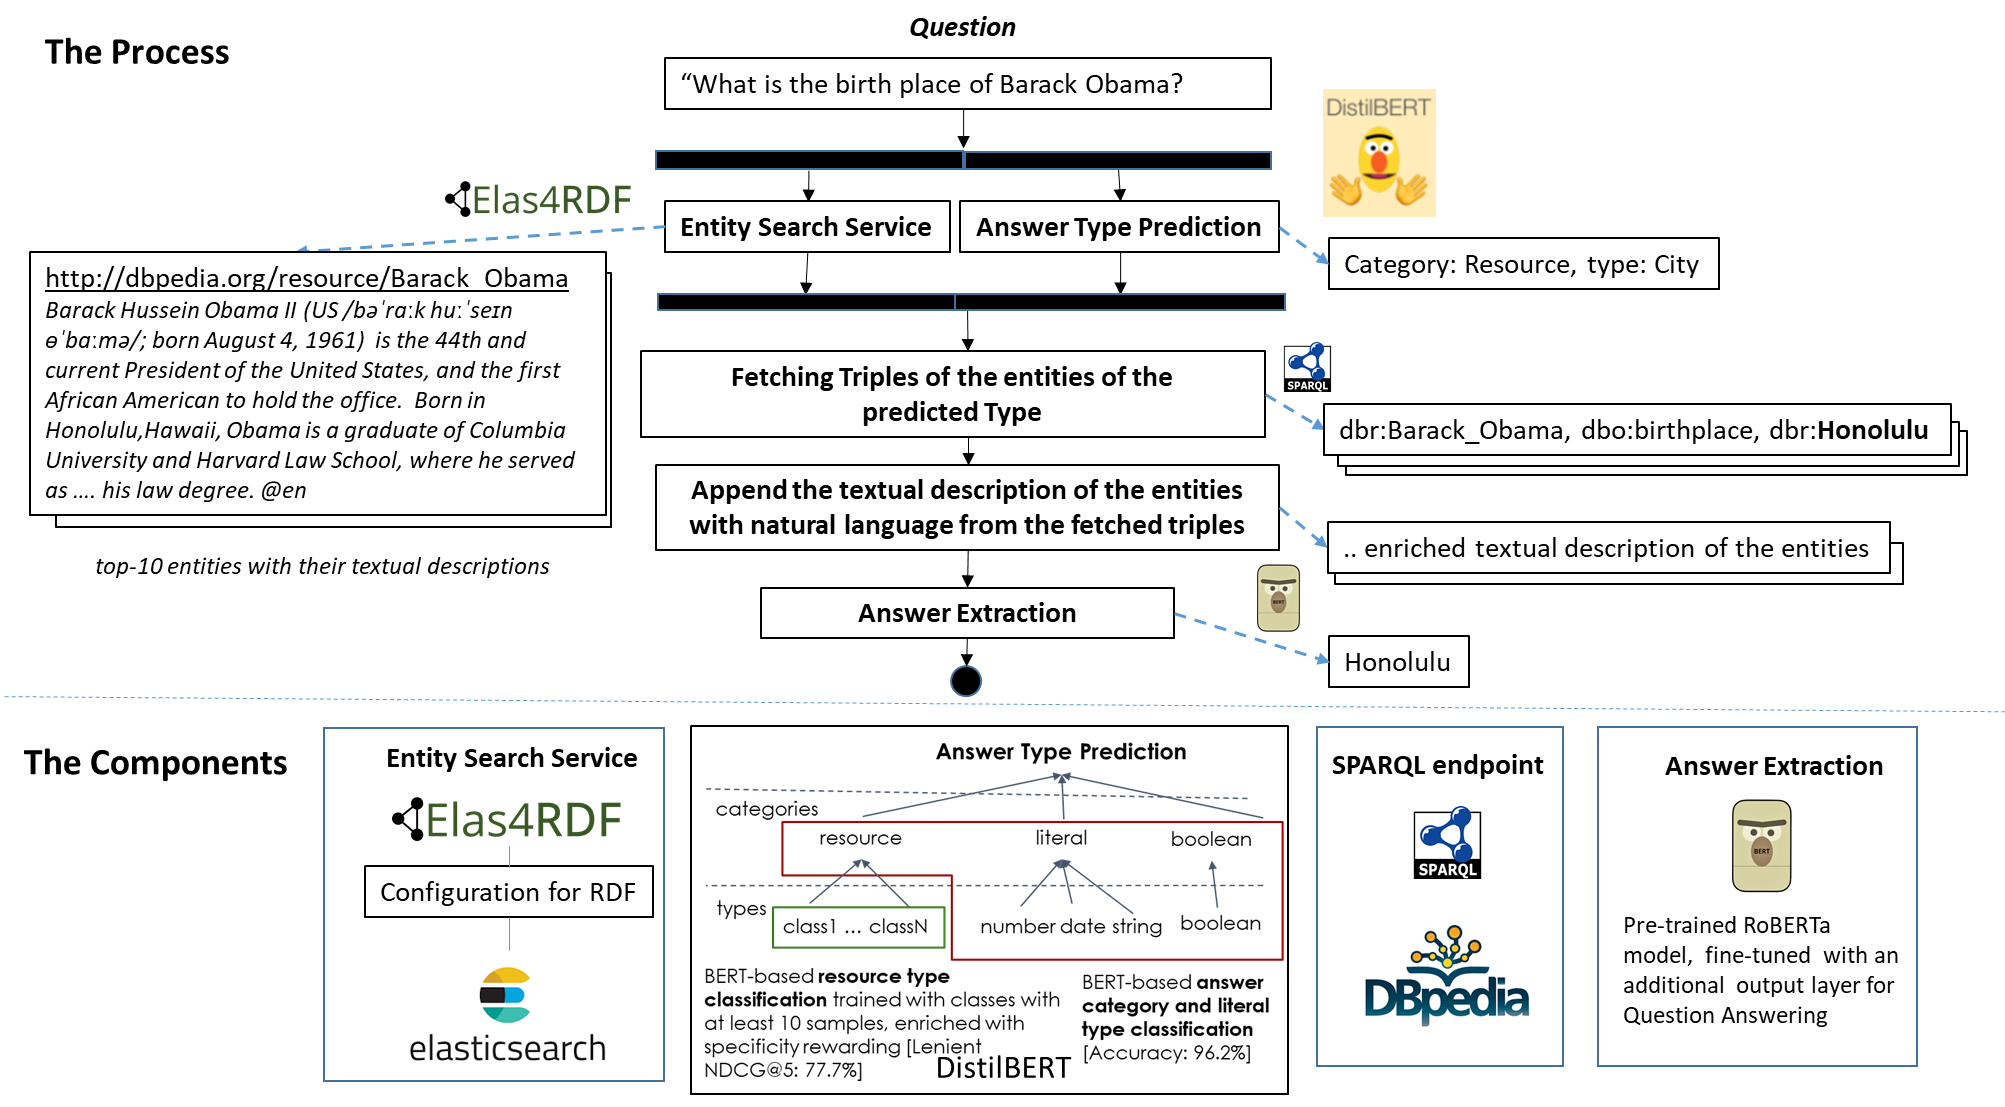 The Process
Question
“What is the birth place of Barack Obama?
DistilBERT
Elas4RDF
Entity Search Service
Answer Type Prediction
Category: Resource, type: City
http://dbpedia.org/resource/Barack_Obama
Barack Hussein Obama II (US /bəˈrɑːk huːˈseɪn
ɵˈbɑːmə/; born August 4, 1961) is the 44th and
current President of the United States, and the first
African American to hold the office. Born in
Honolulu,Hawaii, Obama is a graduate of Columbia
University and Harvard Law School, where he served
as .... his law degree. @en
top-10 entities with their textual descriptions
Fetching Triples of the entities of the
predicted Type
SPARQL
dbr:Barack_Obama, dbo:birthplace, dbr:Honolulu
Append the textual description of the entities
with natural language from the fetched triples
.. enriched textual description of the entities
Answer Extraction
BERT
Honolulu
The Components
Entity Search Service
Elas4RDF
Configuration for RDF
elasticsearch
Answer Type Prediction
categories
resource
literal
boolean
types
class1 ... classN
number date string
boolean
BERT-based resource type
classification trained with classes with
at least 10 samples, enriched with
specificity rewarding [Lenient
NDCG@5: 77.7%]
BERT-based answer
category and literal
type classification
[Accuracy: 96.2%]
DistilBERT
SPARQL endpoint
SPARQL
DBpedia
Answer Extraction
BERT
Pre-trained RoBERTa
model, fine-tuned with an
additional output layer for
Question Answering